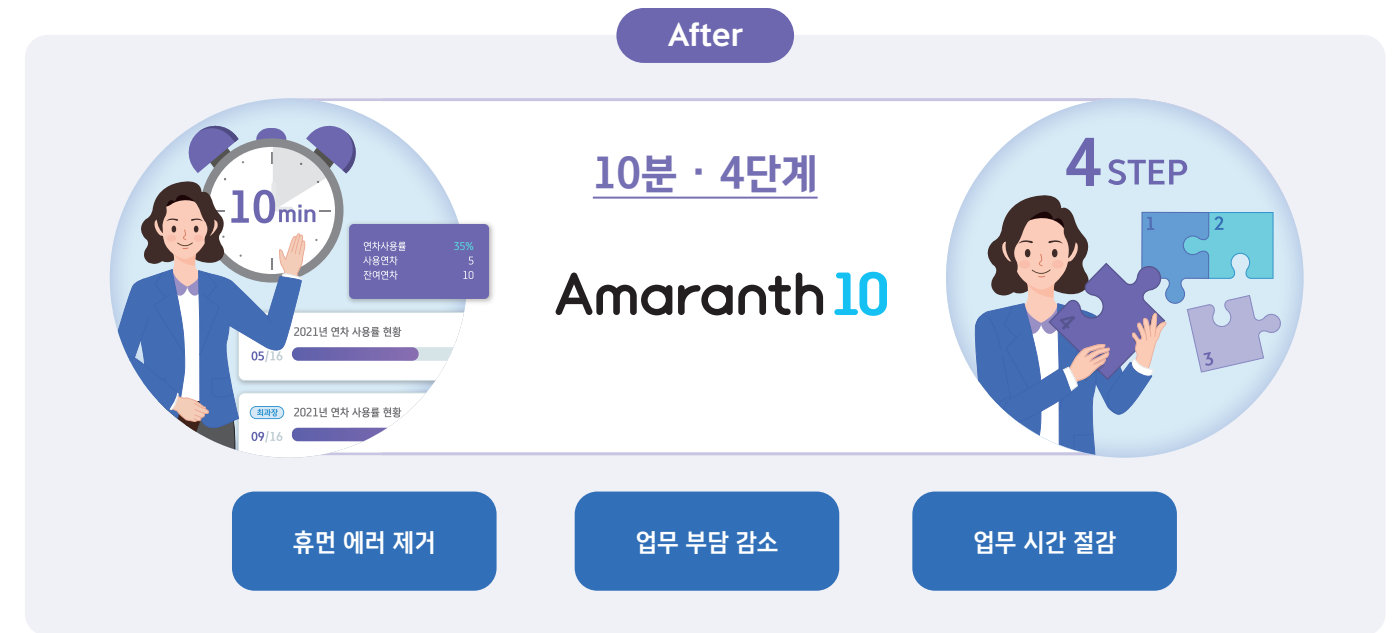 After
10min
연차사용률 35%
사용연차 5
잔여연차 10
2021년 연차 사용률 현황
05/16
최과장 2021년 연차 사용률 현황
09/16
10분 · 4단계
Amaranth 10
4 STEP
1
2
4
3
휴먼 에러 제거
업무 부담 감소
업무 시간 절감